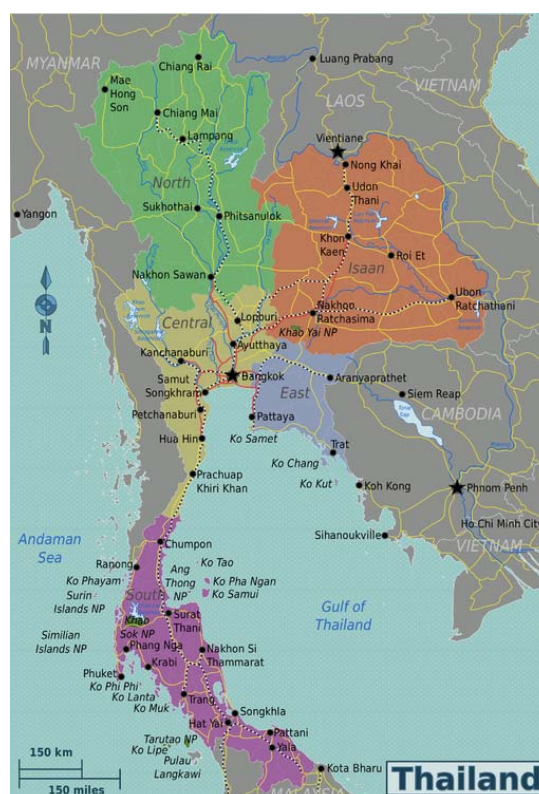 MYANMAR
Chiang Rai
Luang Prabang
VIETNAM
Mae
Hong
Son
LAOS
Chiang Mai
Lampang
Vientiane
Nong Khai
North
Udon
Thani
Sukhothai
Yangon
Phitsanulok
Khon
Kaen
Roi Et
Isaan
Nakhon Sawan
Ubon
Ratchathani
Nakhon
Ratchasima
Lopburi
Central
Khao Yai NP
Ayutthaya
N
Kanchanaburi
Bangkok
East
Aranyaprathet
Samut
Songkhram
Siem Reap
Petchanaburi
Pattaya
CAMBODIA
Hua Hin
Ko Samet
Trat
Ko Chang
Prachuap
Khiri Khan
Ko Kut
Koh Kong
Phnom Penh
Ho Chi Minh City
Andaman
Sea
Chumpon
Sihanoukville
VIETNAM
Ranong
Ko Phayam
Ang
Thong
NP
Ko Tao
Ko Pha Ngan
Ko Samui
Surin
Islands NP
South
Gulf of
Thailand
Khao
Sok NP
Surat
Thani
Similian
Islands NP
Phang Nga
Nakhon Si
Thammarat
Krabi
Phuket
Ko Phi Phi
Ko Lanta
Ko Muk
Trang
Songkhla
Hat Yai
Pattani
Tarutao NP
Ko Lipe
Yala
Pulau
Langkawi
Kota Bharu
150 km
150 miles
MALAYSIA
Thailand